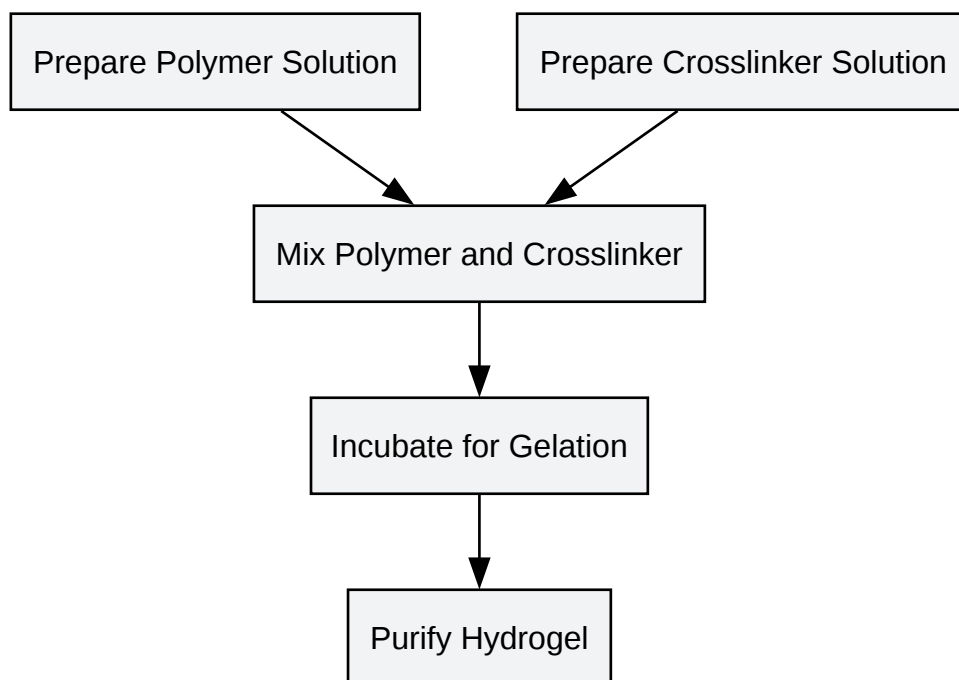 Prepare Polymer Solution
Prepare Crosslinker Solution
Mix Polymer and Crosslinker
Incubate for Gelation
Purify Hydrogel